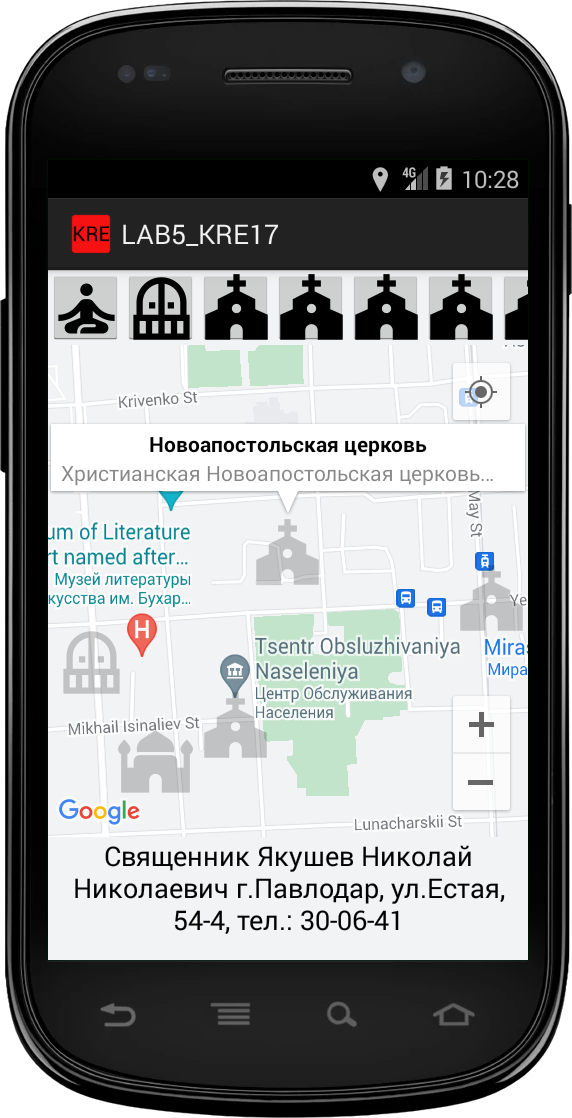 4G 10:28
KRE LAB5_KRE17
Krivenko St
Новоапостольская церковь
Христианская Новоапостольская церковь…
May St
um of Literature
rt named after…
Музей литературы
кусства им. Бухар…
H
Ye
Tsentr Obsluzhivaniya
Naseleniya
Центр Обслуживания
Населения
Miras
Мира
Mikhail Isinaliev St
+
−
Google
Lunacharskii St
Священник Якушев Николай
Николаевич г.Павлодар, ул.Естая,
54-4, тел.: 30-06-41